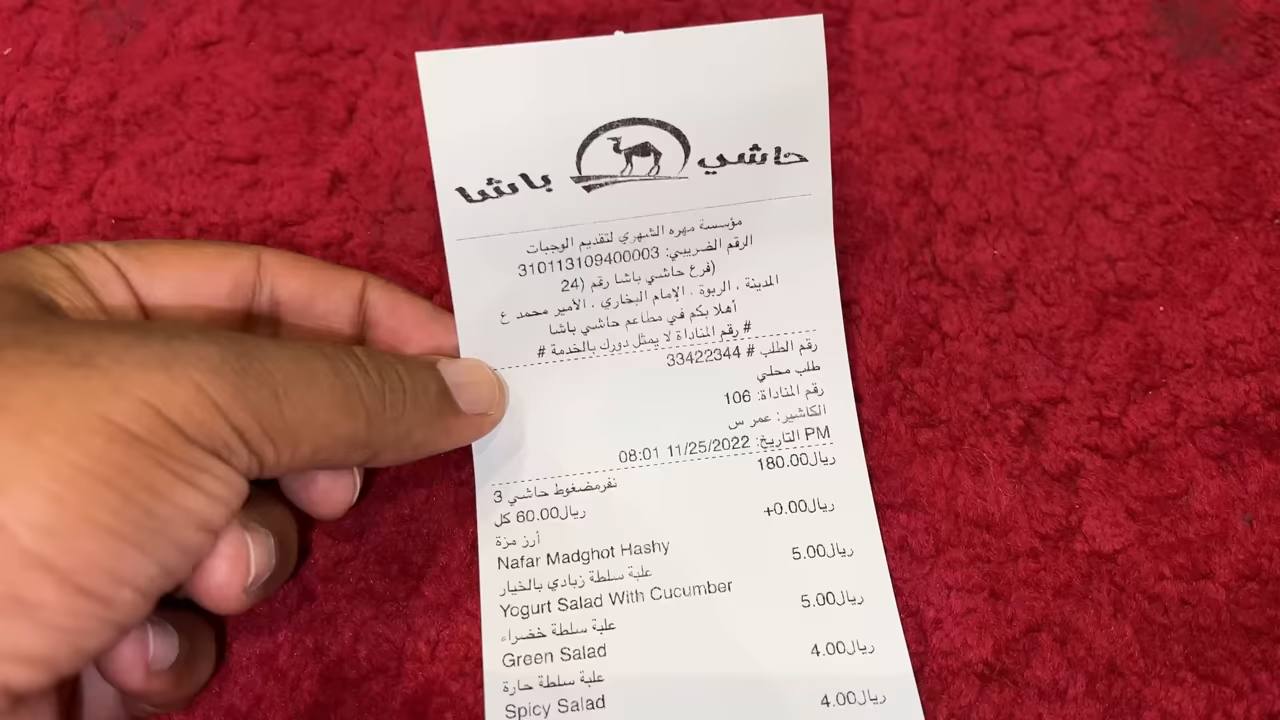 حاشي باشا
مؤسسة مهره الشهري لتقديم الوجبات
الرقم الضريبي: 310113109400003
(فرع حاشي باشا رقم (24
المدينة ، الربوة ، الإمام البخاري ، الأمير محمد ع
أهلا بكم في مطاعم حاشي باشا
# رقم المناداة لا يمثل دورك بالخدمة #
رقم الطلب # 33422344
طلب محلي
رقم المناداة: 106
الكاشير: عمر س
PM التاريخ: 11/25/2022 08:01
ريال180.00
نفرمضغوط حاشي 3
ريال60.00 كل
+ريال0.00
أرز مزة
Nafar Madghot Hashy
ريال5.00
علبة سلطة زبادي بالخيار
Yogurt Salad With Cucumber
ريال5.00
علبة سلطة خضراء
Green Salad
ريال4.00
علبة سلطة حارة
Spicy Salad
ريال4.00